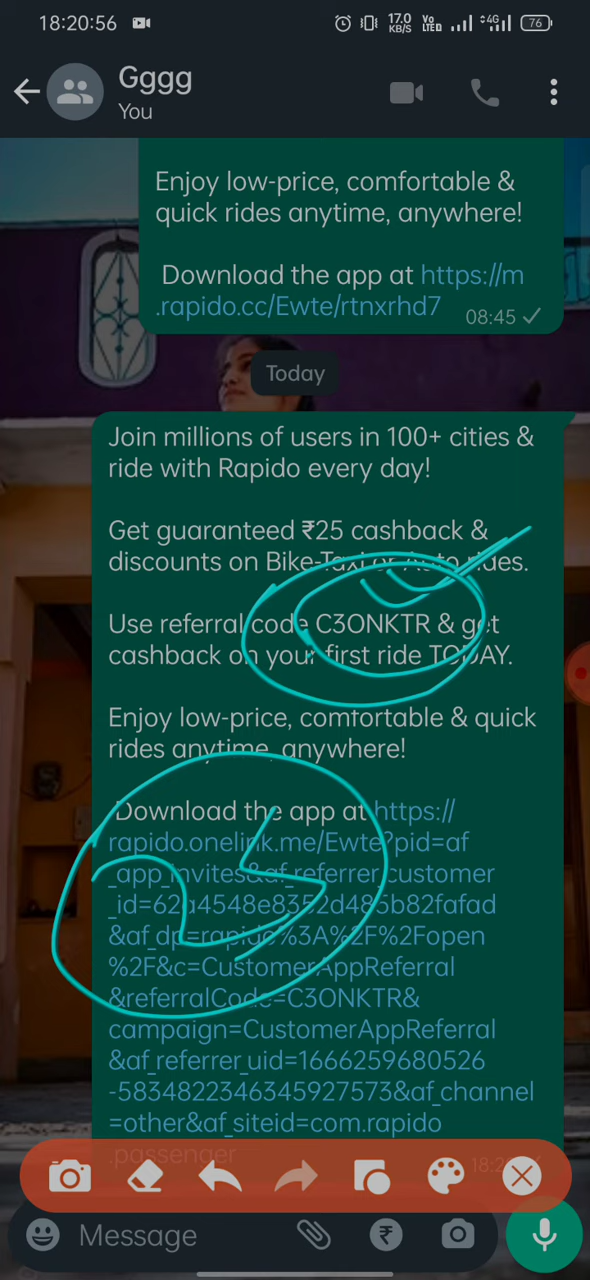 18:20:56
17.0 KB/S
Vo LTED
4G
76
Gggg
You
Enjoy low-price, comfortable &
quick rides anytime, anywhere!
Download the app at https://m
.rapido.cc/Ewte/rtnxrhd7
08:45
Today
Join millions of users in 100+ cities &
ride with Rapido every day!
Get guaranteed ₹25 cashback &
discounts on Bike-Taxi or Auto rides.
Use referral code C3ONKTR & get
cashback on your first ride TODAY.
Enjoy low-price, comfortable & quick
rides anytime, anywhere!
Download the app at https://
rapido.onelink.me/Ewte?pid=af
_app_invites&af_referrer_customer
_id=62a4548e8352d485b82fafad
&af_dp=rapido%3A%2F%2Fopen
%2F&c=CustomerAppReferral
&referralCode=C3ONKTR&
campaign=CustomerAppReferral
&af_referrer_uid=1666259680526
-5834822346345927573&af_channel
=other&af_siteid=com.rapido
.passenger
Message